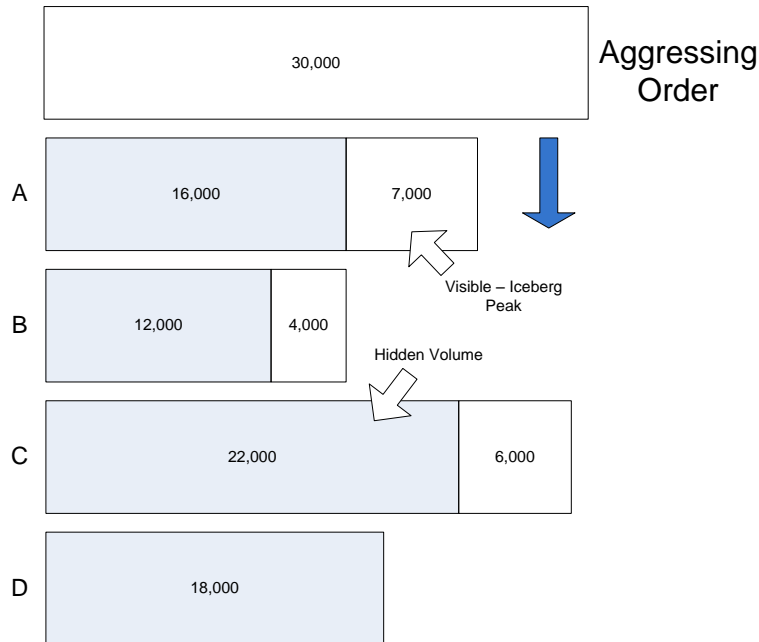 30,000
Aggressing
Order
A
16,000
7,000
Visible – Iceberg
Peak
B
12,000
4,000
Hidden Volume
C
22,000
6,000
D
18,000